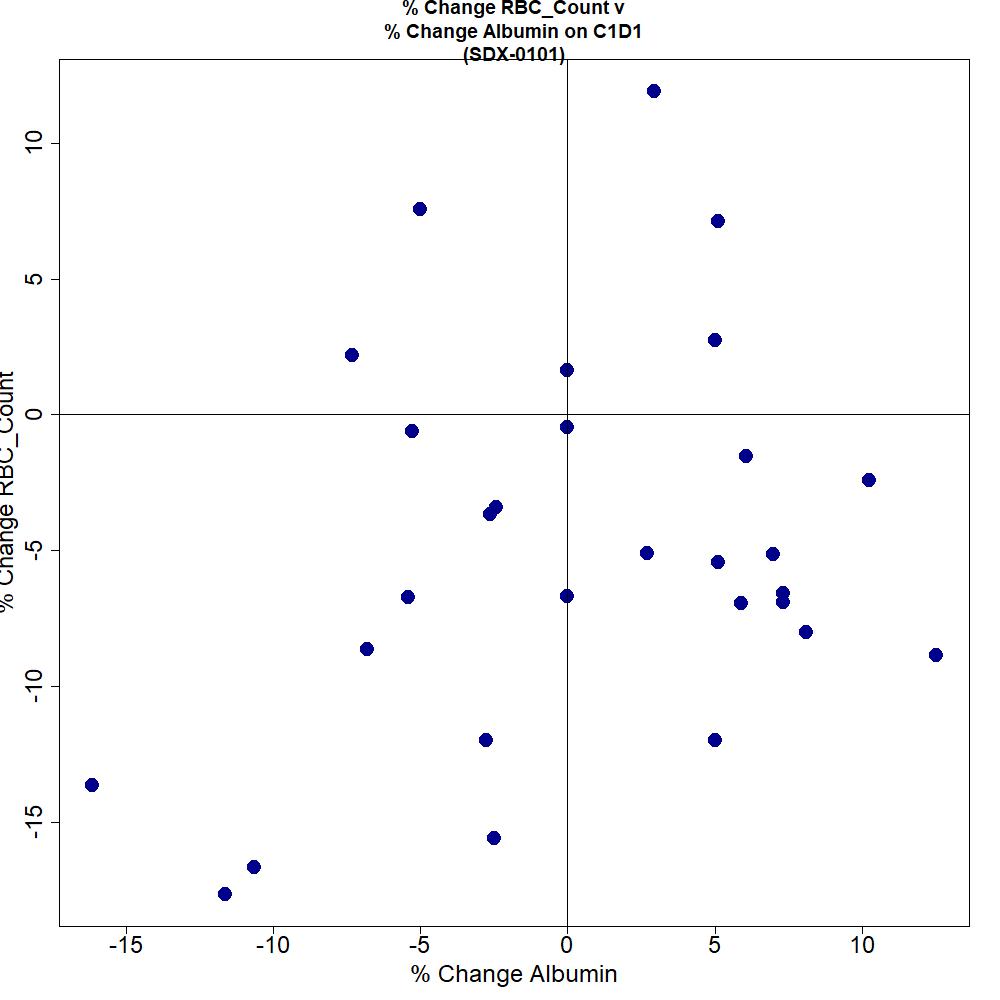 % Change RBC_Count v
% Change Albumin on C1D1
(SDX-0101)
10
5
0
-5
-10
-15
% Change RBC_Count
-15
-10
-5
0
5
10
% Change Albumin